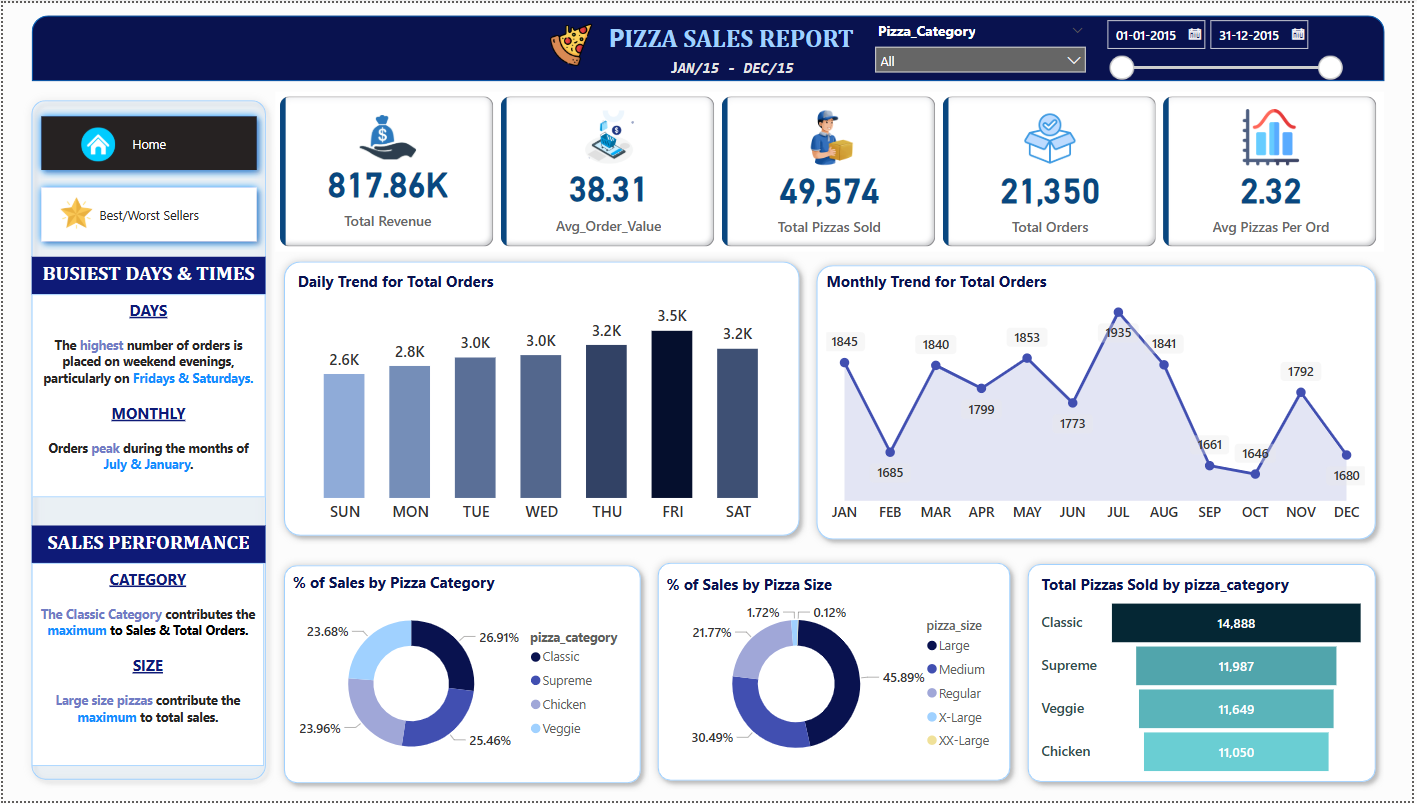 PIZZA SALES REPORT
JAN/15 - DEC/15
Pizza_Category
All
01-01-2015
31-12-2015
Home
Best/Worst Sellers
BUSIEST DAYS & TIMES
DAYS
The highest number of orders is
placed on weekend evenings,
particularly on Fridays & Saturdays.
MONTHLY
Orders peak during the months of
July & January.
SALES PERFORMANCE
CATEGORY
The Classic Category contributes the
maximum to Sales & Total Orders.
SIZE
Large size pizzas contribute the
maximum to total sales.
817.86K
Total Revenue
38.31
Avg_Order_Value
49,574
Total Pizzas Sold
21,350
Total Orders
2.32
Avg Pizzas Per Ord
Daily Trend for Total Orders
2.6K
2.8K
3.0K
3.0K
3.2K
3.5K
3.2K
SUN MON TUE WED THU FRI SAT
Monthly Trend for Total Orders
1845
1685
1840
1799
1853
1773
1935
1841
1661
1646
1792
1680
JAN FEB MAR APR MAY JUN JUL AUG SEP OCT NOV DEC
% of Sales by Pizza Category
23.68%
26.91%
23.96%
25.46%
pizza_category
Classic
Supreme
Chicken
Veggie
% of Sales by Pizza Size
1.72%
0.12%
21.77%
45.89%
30.49%
pizza_size
Large
Medium
Regular
X-Large
XX-Large
Total Pizzas Sold by pizza_category
Classic 14,888
Supreme 11,987
Veggie 11,649
Chicken 11,050